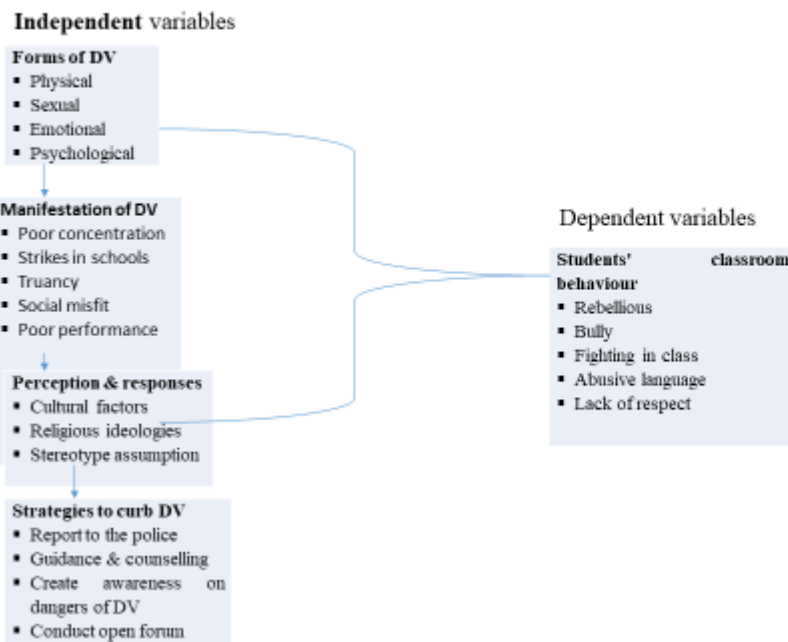 Independent variables
Forms of DV
▪ Physical
▪ Sexual
▪ Emotional
▪ Psychological
Manifestation of DV
▪ Poor concentration
▪ Strikes in schools
▪ Truancy
▪ Social misfit
▪ Poor performance
Perception & responses
▪ Cultural factors
▪ Religious ideologies
▪ Stereotype assumption
Strategies to curb DV
▪ Report to the police
▪ Guidance & counselling
▪ Create awareness on
dangers of DV
▪ Conduct open forum
Dependent variables
Students' classroom
behaviour
▪ Rebellious
▪ Bully
▪ Fighting in class
▪ Abusive language
▪ Lack of respect